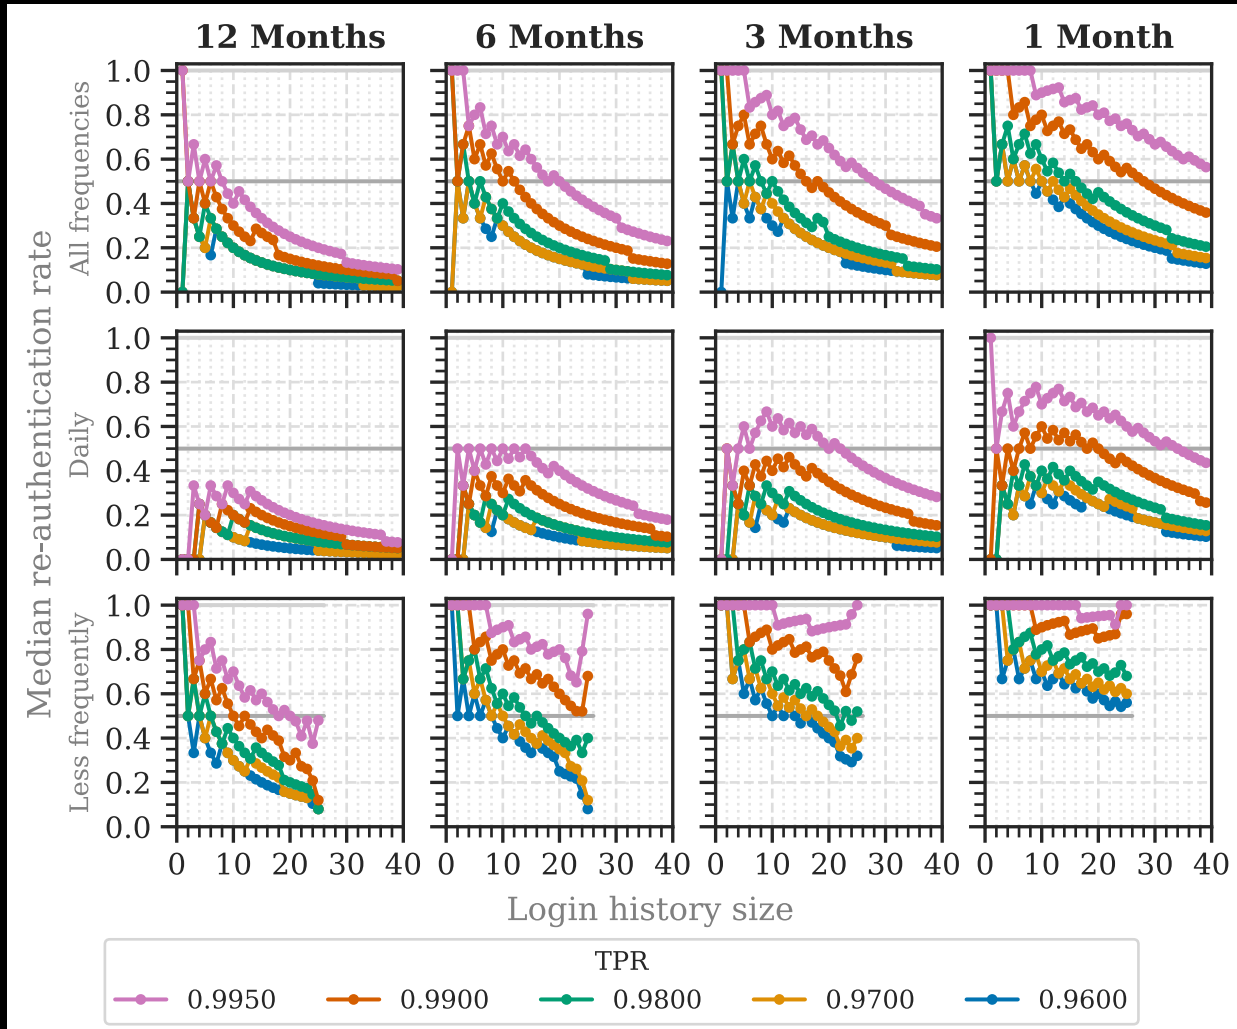 12 Months 6 Months 3 Months 1 Month
Median re-authentication rate
All frequencies
1.0
0.8
0.6
0.4
0.2
0.0
Daily
1.0
0.8
0.6
0.4
0.2
0.0
Less frequently
1.0
0.8
0.6
0.4
0.2
0.0
0 10 20 30 40 0 10 20 30 40 0 10 20 30 40 0 10 20 30 40
Login history size
TPR
0.9950 0.9900 0.9800 0.9700 0.9600